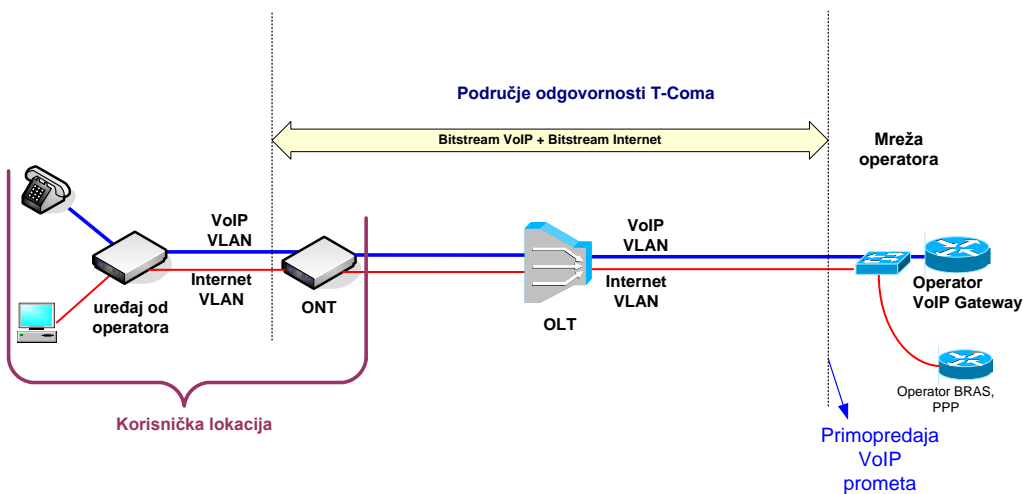 Područje odgovornosti T-Coma
Bitstream VoIP + Bitstream Internet
Mreža
operatora
VoIP
VLAN
Internet
VLAN
uređaj od
operatora
ONT
VoIP
VLAN
Internet
VLAN
OLT
Operator
VoIP Gateway
Operator BRAS,
PPP
Korisnička lokacija
Primopredaja
VoIP
prometa